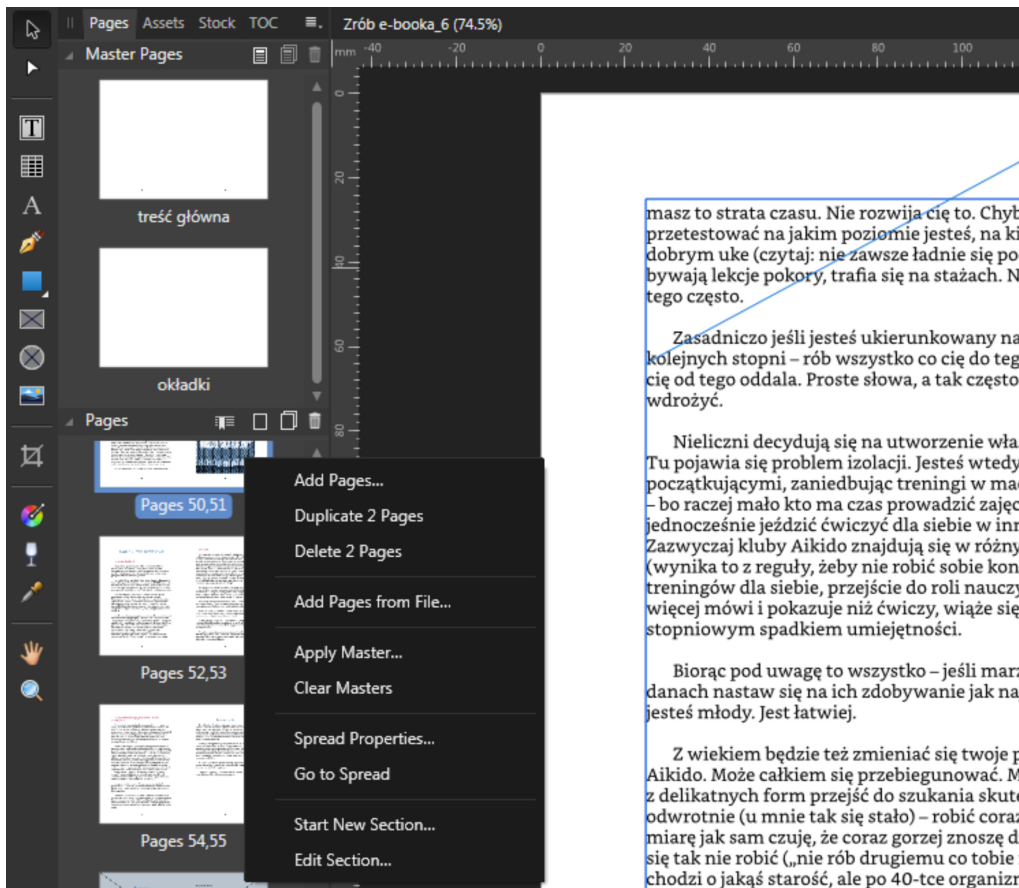 Pages Assets Stock TOC
Zrób e-booka_6 (74.5%)
Master Pages
mm -40 -20 0 20 40 60 80 100
0
20
40
60
80
treść główna
okładki
Pages
Pages 50,51
Pages 52,53
Pages 54,55
Add Pages...
Duplicate 2 Pages
Delete 2 Pages
Add Pages from File...
Apply Master...
Clear Masters
Spread Properties...
Go to Spread
Start New Section...
Edit Section...
masz to strata czasu. Nie rozwija cię to. Chyb
przetestować na jakim poziomie jesteś, na ki
dobrym uke (czytaj: nie zawsze ładnie się po
bywają lekcje pokory, trafia się na stażach. N
tego często.
Zasadniczo jeśli jesteś ukierunkowany na
kolejnych stopni – rób wszystko co cię do teg
cię od tego oddala. Proste słowa, a tak często
wdrożyć.
Nieliczni decydują się na utworzenie wła
Tu pojawia się problem izolacji. Jesteś wtedy
początkującymi, zaniedbując treningi w mac
– bo raczej mało kto ma czas prowadzić zajęc
jednocześnie jeździć ćwiczyć dla siebie w inn
Zazwyczaj kluby Aikido znajdują się w różny
(wynika to z reguły, żeby nie robić sobie kon
treningów dla siebie, przejście do roli nauczy
więcej mówi i pokazuje niż ćwiczy, wiąże się
stopniowym spadkiem umiejętności.
Biorąc pod uwagę to wszystko – jeśli marz
danach nastaw się na ich zdobywanie jak na
jesteś młody. Jest łatwiej.
Z wiekiem będzie też zmieniać się twoje p
Aikido. Może całkiem się przebiegunować. M
z delikatnych form przejść do szukania skute
odwrotnie (u mnie tak się stało) – robić coraz
miarę jak sam czuję, że coraz gorzej znoszę d
się tak nie robić („nie rób drugiemu co tobie
chodzi o jakąś starość, ale po 40-tce organizm